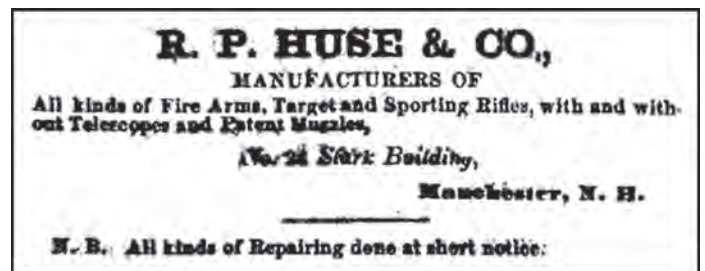 R. P. HUSE & CO.,
MANUFACTURERS OF
All kinds of Fire Arms, Target and Sporting Rifles, with and with-
out Telescopes and Patent Muzzles,
No. Stark Building,
Manchester, N. H.
N. B. All kinds of Repairing done at short notice.